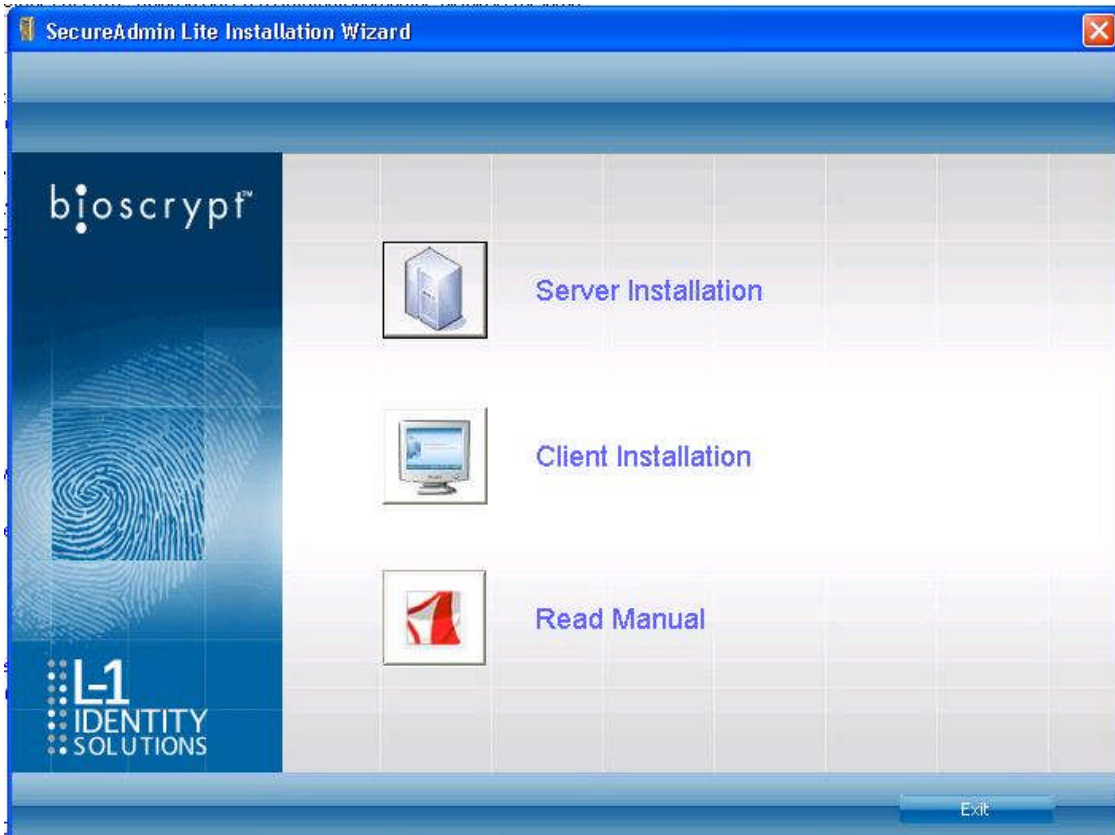 SecureAdmin Lite Installation Wizard
bioscrypt™
Server Installation
Client Installation
Read Manual
L-1
IDENTITY
SOLUTIONS
Exit